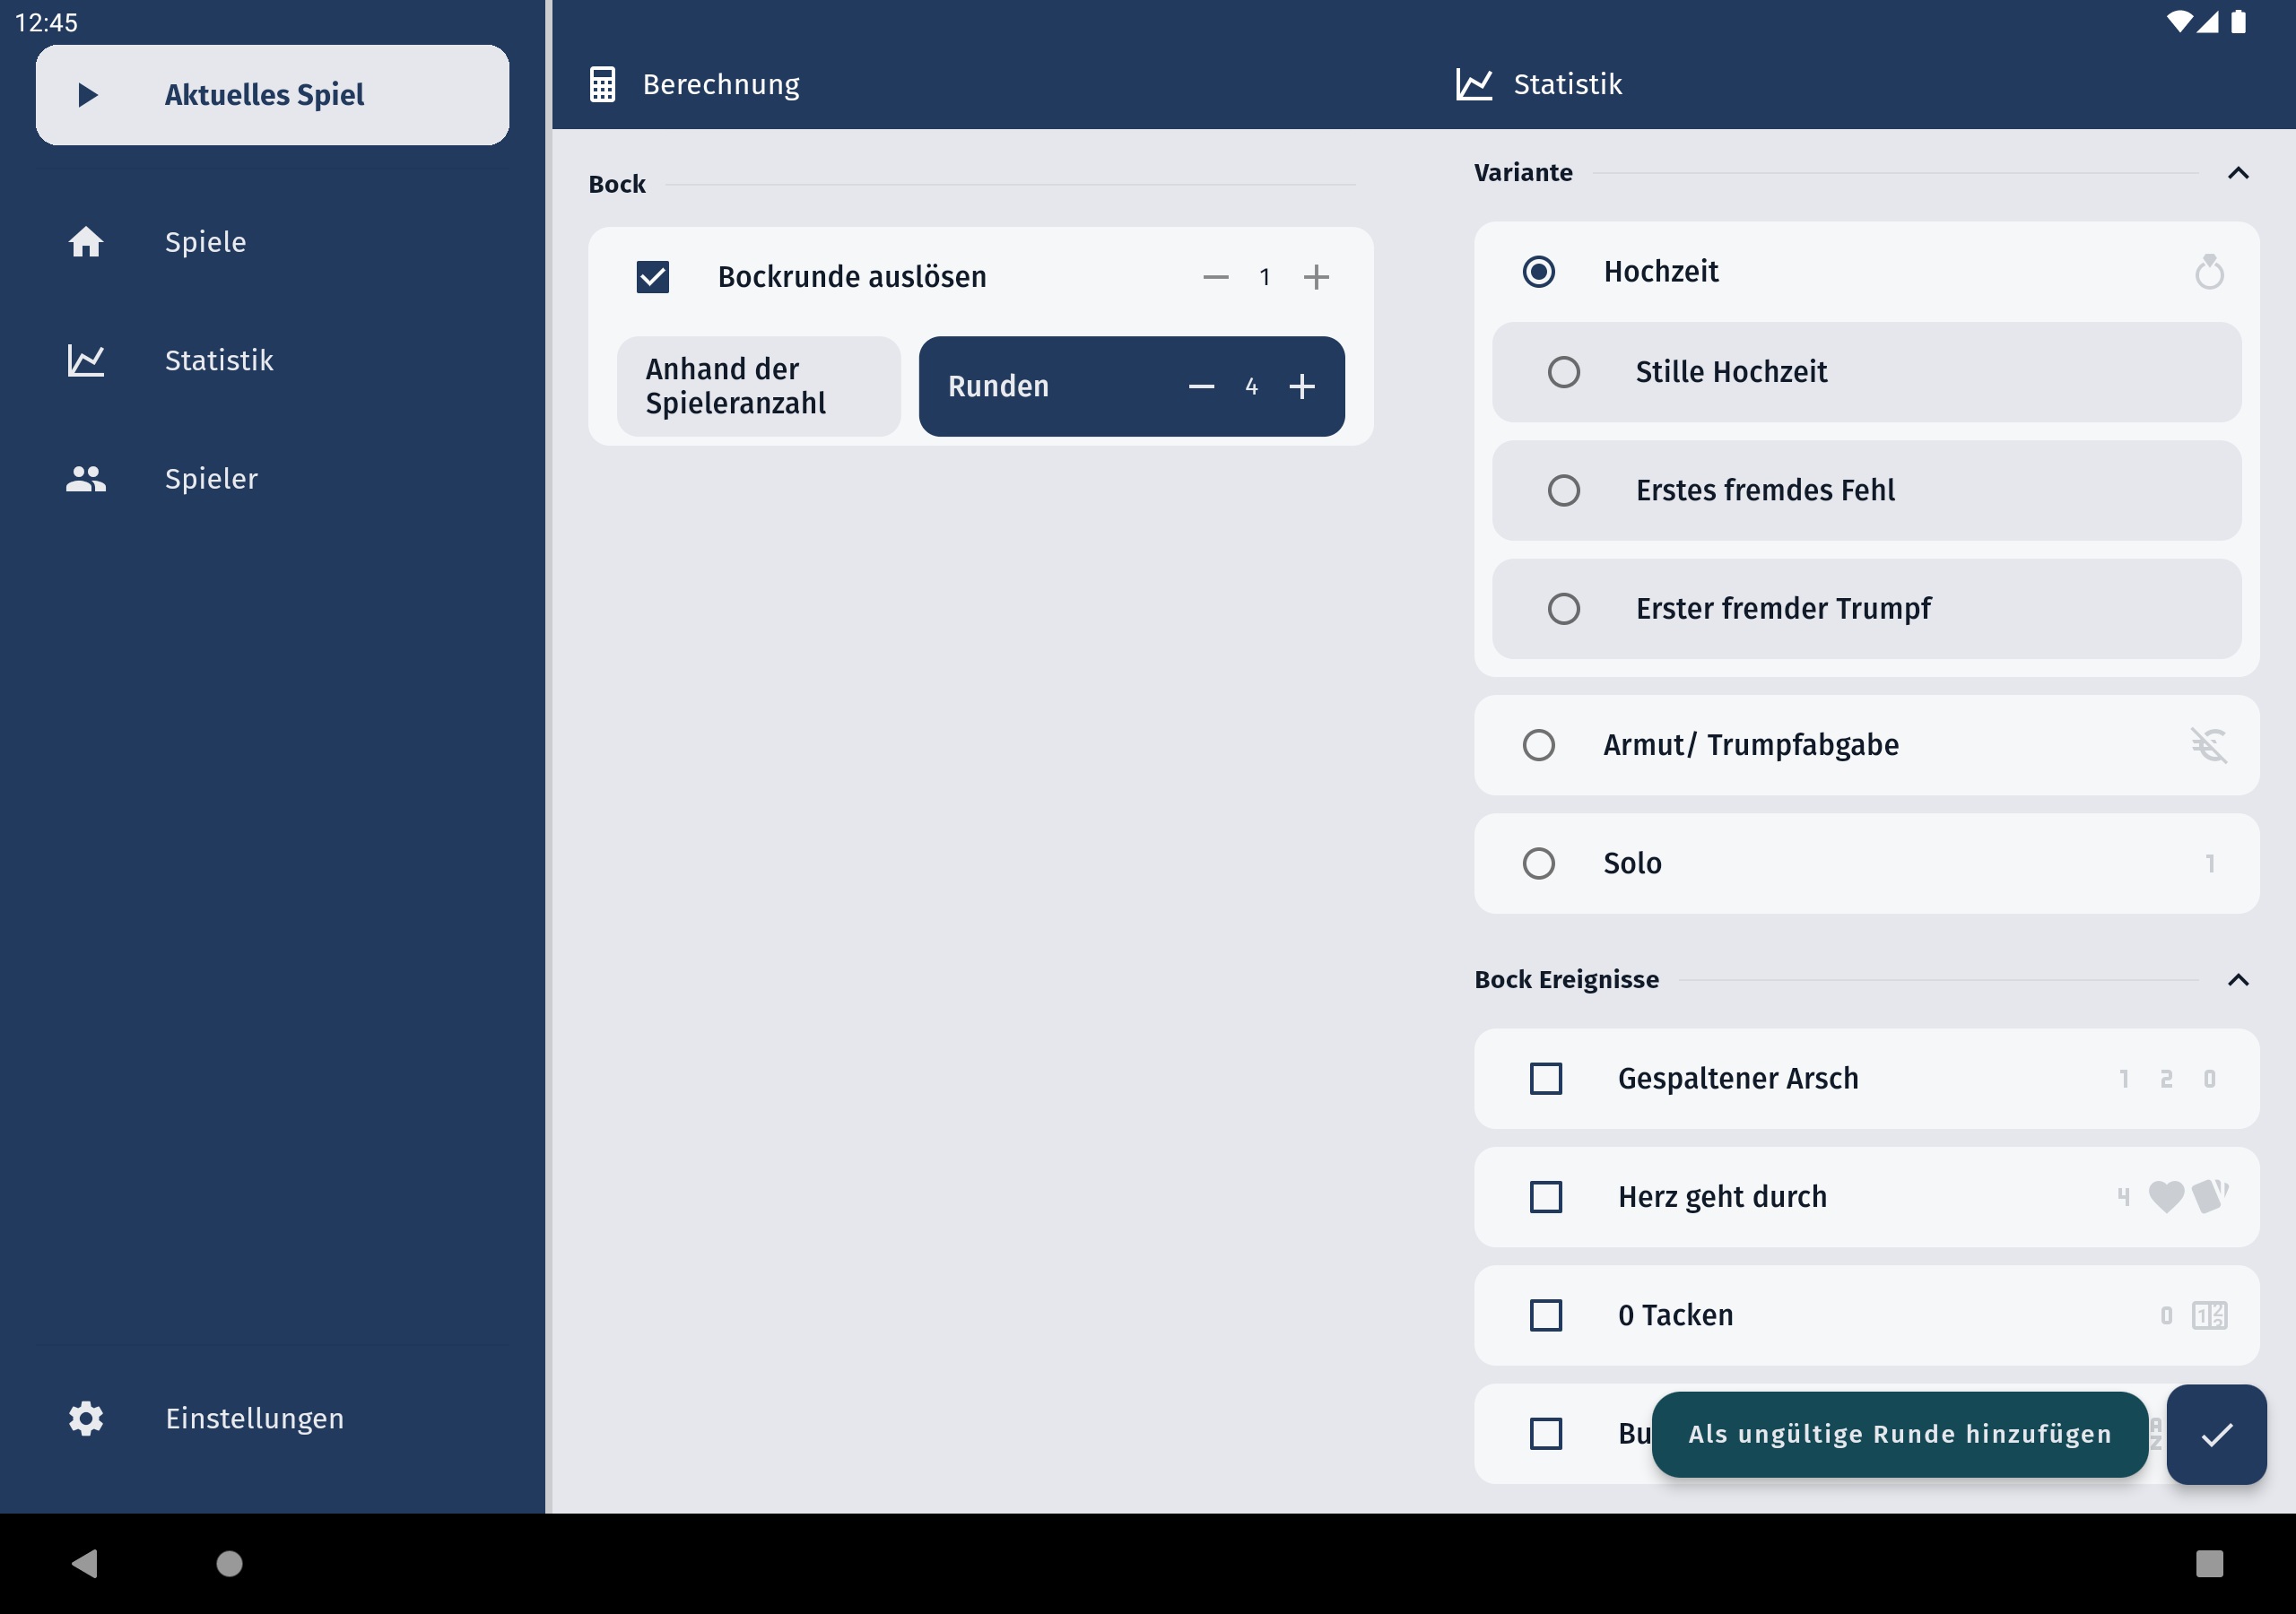 12:45
Aktuelles Spiel
Spiele
Statistik
Spieler
Einstellungen
Berechnung
Statistik
Bock
Bockrunde auslösen
1
Anhand der
Spieleranzahl
Runden
4
Variante
Hochzeit
Stille Hochzeit
Erstes fremdes Fehl
Erster fremder Trumpf
Armut/ Trumpfabgabe
Solo 1
Bock Ereignisse
Gespaltener Arsch 1 2 0
Herz geht durch 4
0 Tacken 0
Als ungültige Runde hinzufügen